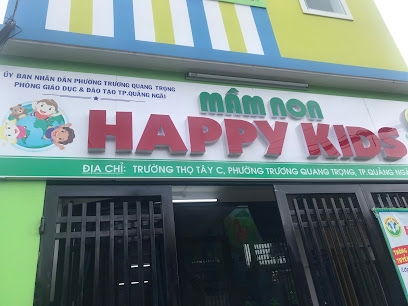 ỦY BAN NHÂN DÂN PHƯỜNG TRƯƠNG QUANG TRỌNG
PHÒNG GIÁO DỤC & ĐÀO TẠO TP.QUẢNG NGÃI
MẦM NON
HAPPY KIDS
ĐỊA CHỈ: TRƯỜNG THỌ TÂY C, PHƯỜNG TRƯƠNG QUANG TRỌNG, TP.QUẢNG NGÃI